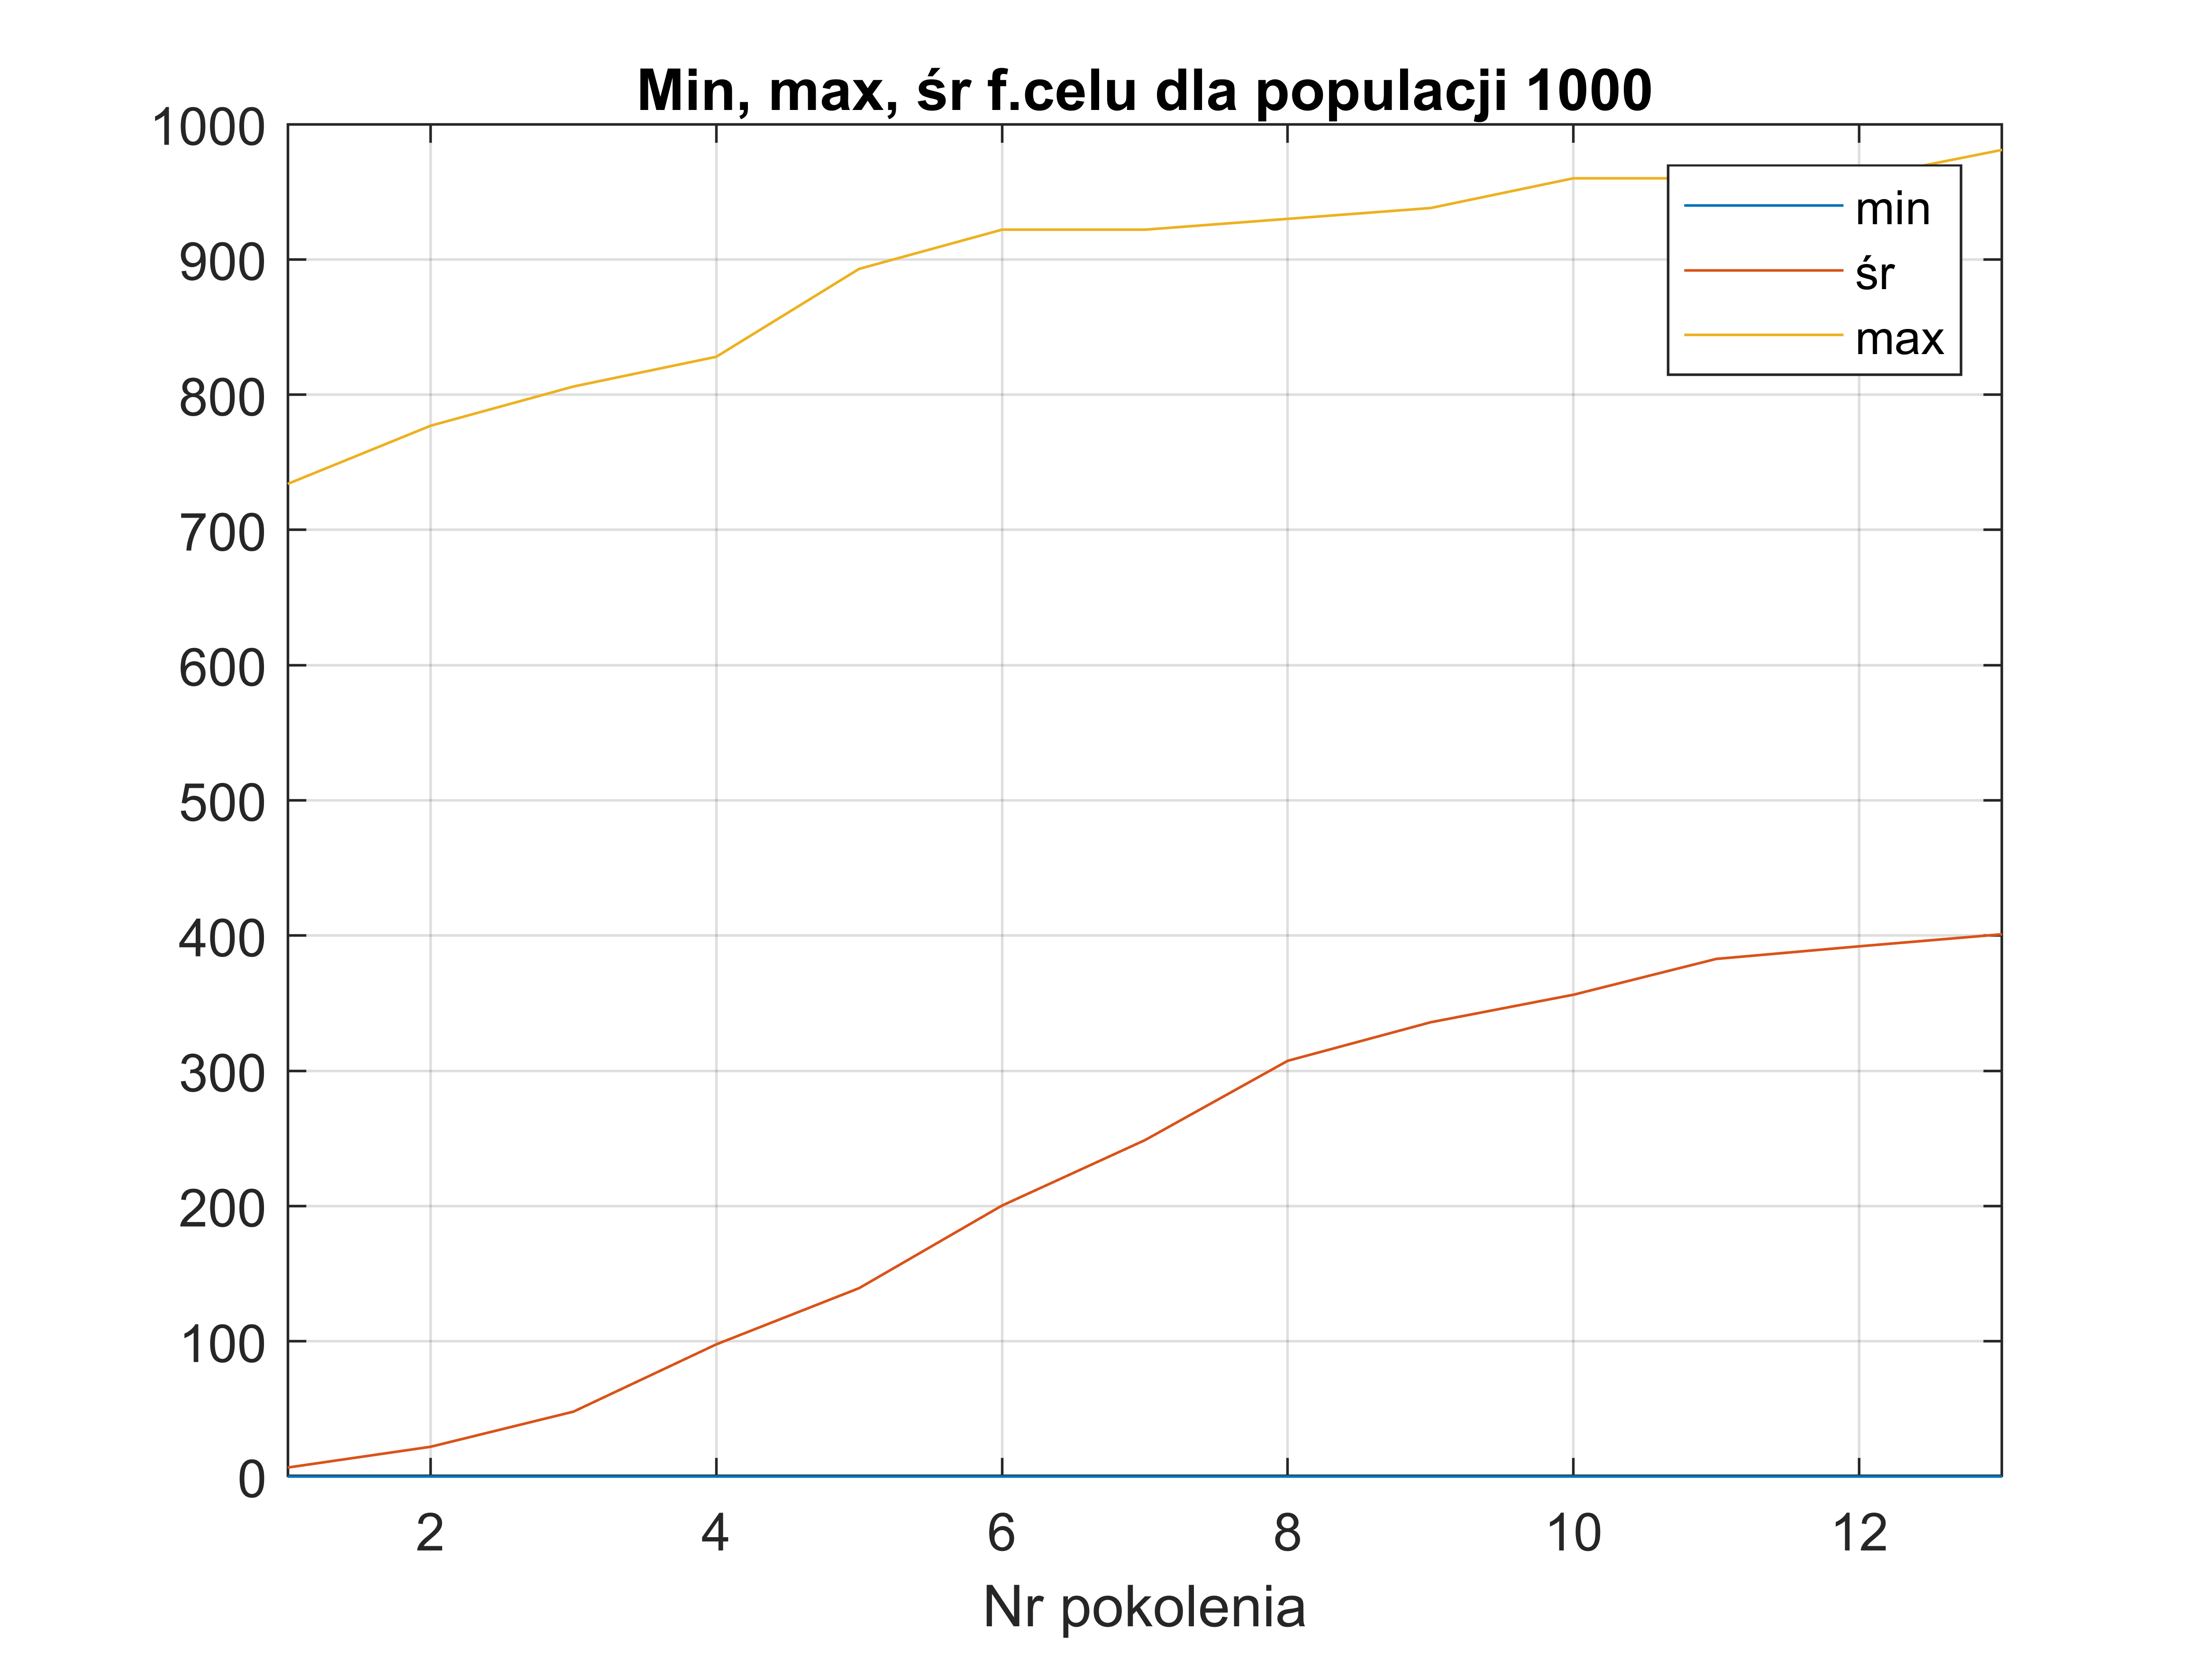 Min, max, śr f.celu dla populacji 1000
1000
900
800
700
600
500
400
300
200
100
0
min
śr
max
2 4 6 8 10 12
Nr pokolenia